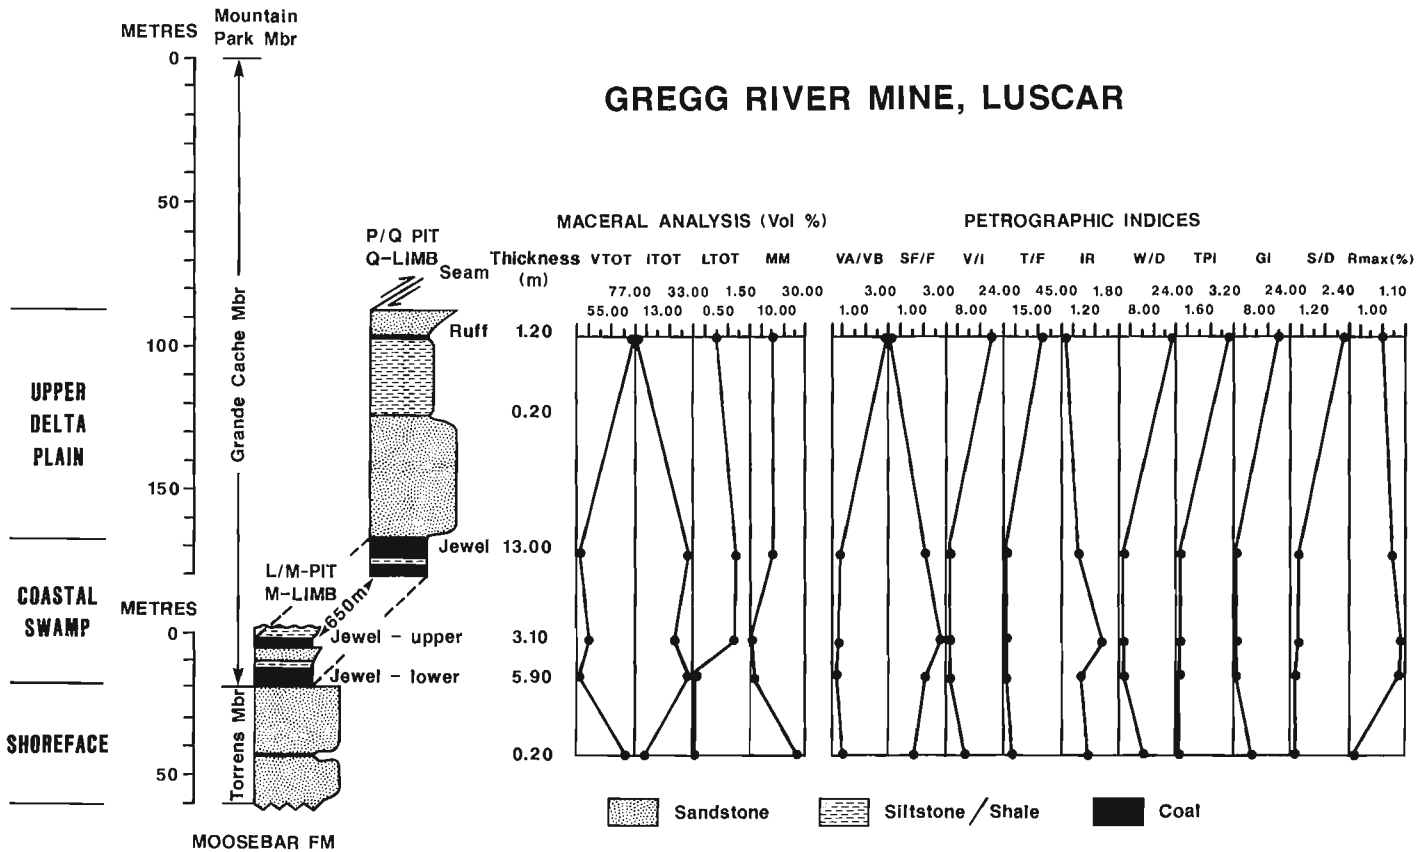 GREGG RIVER MINE, LUSCAR
METRES
Mountain
Park Mbr
0
50
100
150
METRES
0
50
UPPER
DELTA
PLAIN
COASTAL
SWAMP
SHOREFACE
Grande Cache Mbr
Torrens Mbr
MOOSEBAR FM
P/Q PIT
Q-LIMB
Seam
Ruff
Jewel
L/M-PIT
M-LIMB
650m
Jewel - upper
Jewel - lower
Thickness
(m)
1.20
0.20
13.00
3.10
5.90
0.20
MACERAL ANALYSIS (Vol %)
VTOT ITOT LTOT MM
77.00 33.00 1.50 30.00
55.00 13.00 0.50 10.00
PETROGRAPHIC INDICES
VA/VB SF/F V/I T/F IR W/D TPI GI S/D Rmax(%)
3.00 3.00 24.00 45.00 1.80 24.00 3.20 24.00 2.40 1.10
1.00 1.00 8.00 15.00 1.20 8.00 1.60 8.00 1.20 1.00
Sandstone
Siltstone / Shale
Coal